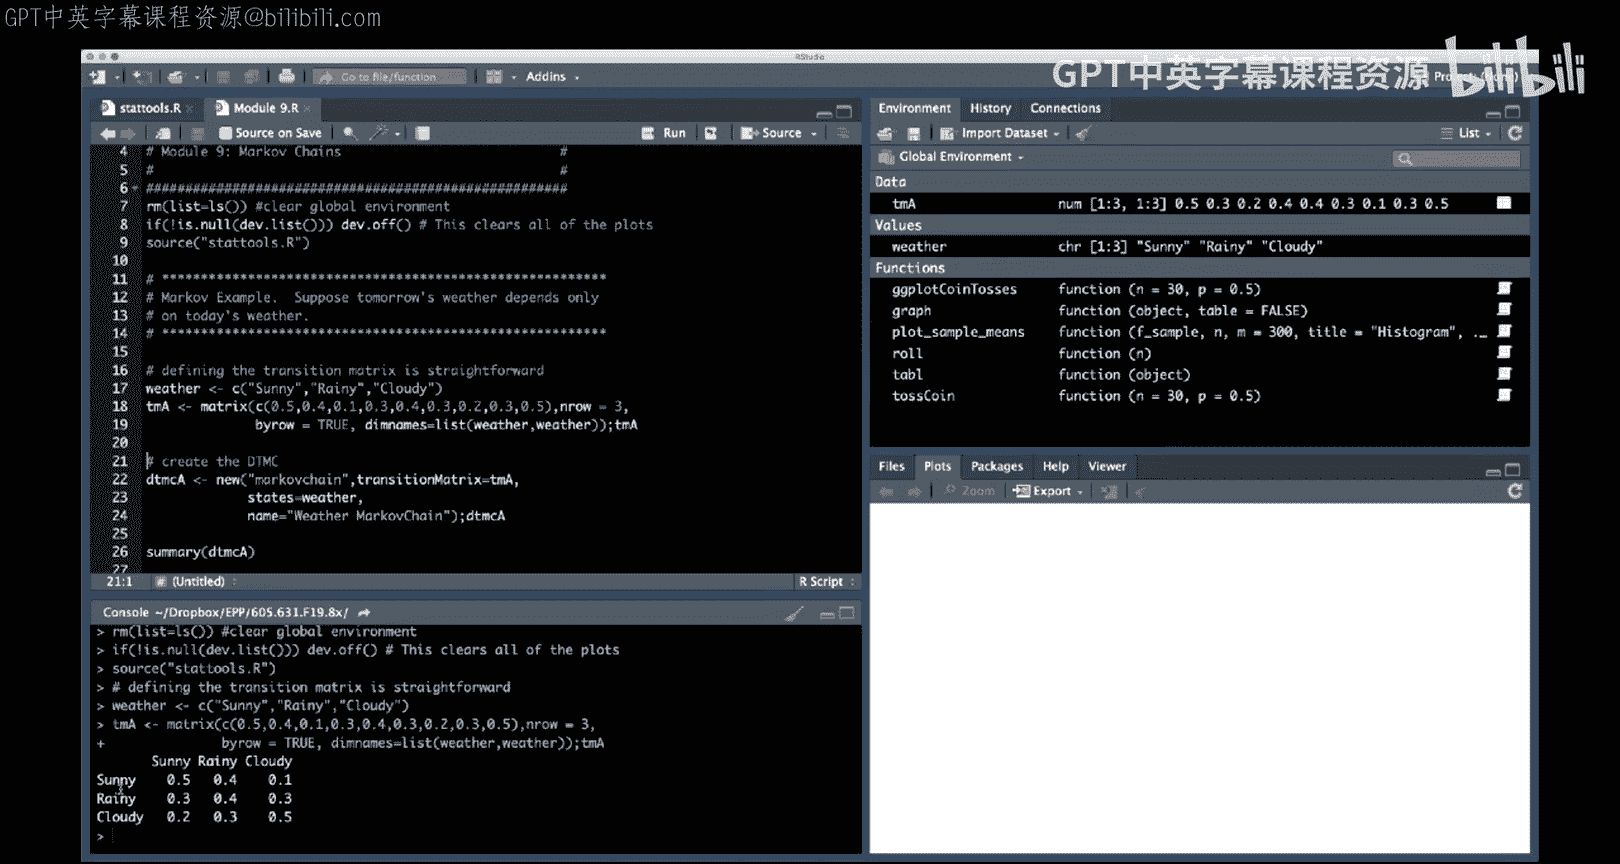 GPT中英字幕课程资源@bilibili.com
RStudio
Go to file/function
Addins
GPT中英字幕课程资源
bilibili
stattools.R
Module 9.R
Source on Save
Run
Source
4 # Module 9: Markov Chains #
5 # #
6 #######################################################
7 rm(list=ls()) #clear global environment
8 if(!is.null(dev.list())) dev.off() # This clears all of the plots
9 source("stattools.R")
10
11 # **********************************************************
12 # Markov Example.  Suppose tomorrow's weather depends only
13 # on today's weather.
14 # **********************************************************
15
16 # defining the transition matrix is straightforward
17 weather <- c("Sunny","Rainy","Cloudy")
18 tmA <- matrix(c(0.5,0.4,0.1,0.3,0.4,0.3,0.2,0.3,0.5),nrow = 3,
19 byrow = TRUE, dimnames=list(weather,weather));tmA
20
21 # create the DTMC
22 dtmcA <- new("markovchain",transitionMatrix=tmA,
23 states=weather,
24 name="Weather MarkovChain");dtmcA
25
26 summary(dtmcA)
27
21:1
(Untitled)
R Script
Console ~/Dropbox/EPP/605.631.F19.8x/
> rm(list=ls()) #clear global environment
> if(!is.null(dev.list())) dev.off() # This clears all of the plots
> source("stattools.R")
> # defining the transition matrix is straightforward
> weather <- c("Sunny","Rainy","Cloudy")
> tmA <- matrix(c(0.5,0.4,0.1,0.3,0.4,0.3,0.2,0.3,0.5),nrow = 3,
+ byrow = TRUE, dimnames=list(weather,weather));tmA
Sunny Rainy Cloudy
Sunny 0.5 0.4 0.1
Rainy 0.3 0.4 0.3
Cloudy 0.2 0.3 0.5
>
Environment History Connections
Import Dataset
List
Global Environment
Data
tmA num [1:3, 1:3] 0.5 0.3 0.2 0.4 0.4 0.3 0.1 0.3 0.5
Values
weather chr [1:3] "Sunny" "Rainy" "Cloudy"
Functions
ggplotCoinTosses function (n = 30, p = 0.5)
graph function (object, table = FALSE)
plot_sample_means function (f_sample, n, m = 300, title = "Histogram", ...
roll function (n)
tabl function (object)
tossCoin function (n = 30, p = 0.5)
Files Plots Packages Help Viewer
Zoom Export